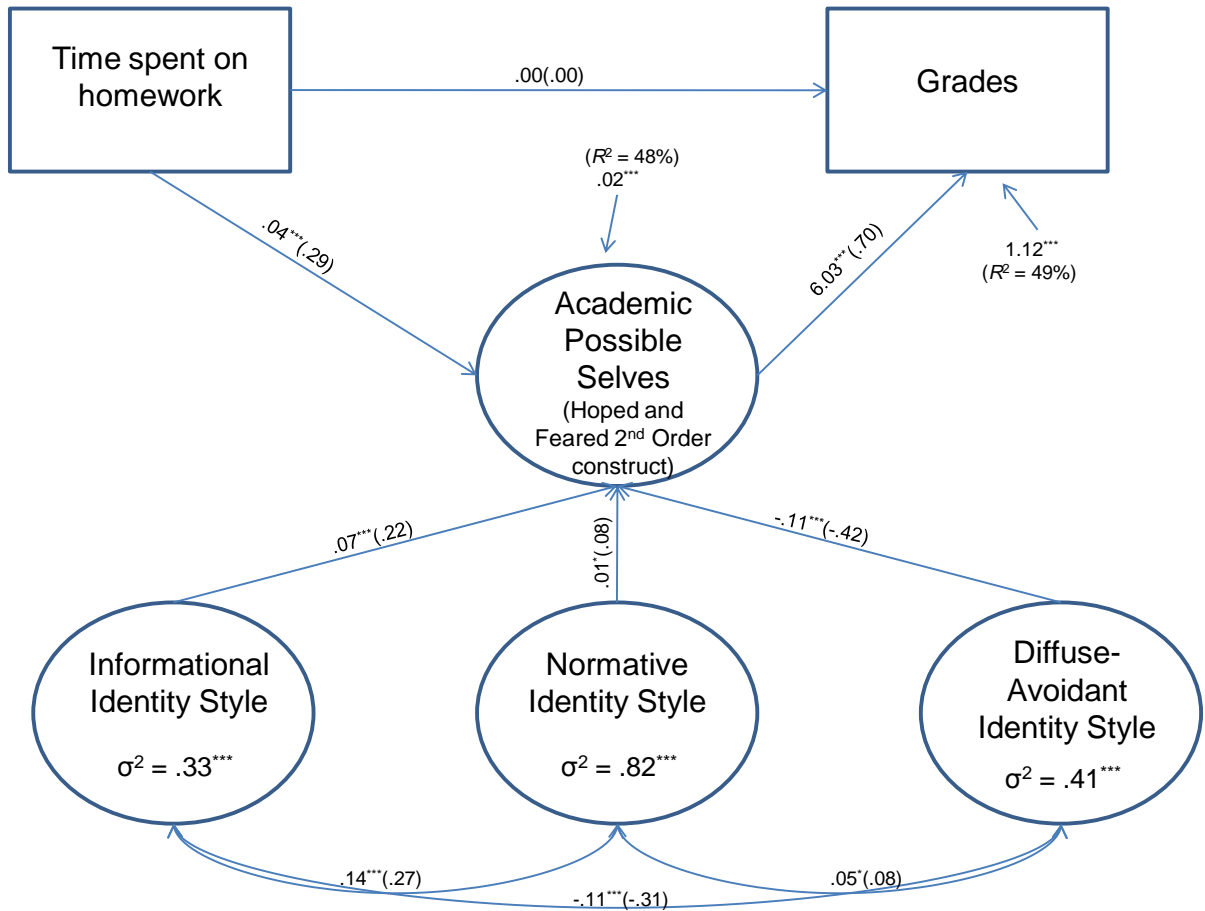 Time spent on
homework
.00(.00)
Grades
(R² = 48%)
.02***
.04***(.29)
6.03***(.70)
1.12***
(R² = 49%)
Academic
Possible
Selves
(Hoped and
Feared 2nd Order
construct)
.07***(.22)
.01*(.08)
-.11***(-.42)
Informational
Identity Style
σ² = .33***
Normative
Identity Style
σ² = .82***
Diffuse-
Avoidant
Identity Style
σ² = .41***
.14***(.27)
.05*(.08)
-.11***(-.31)